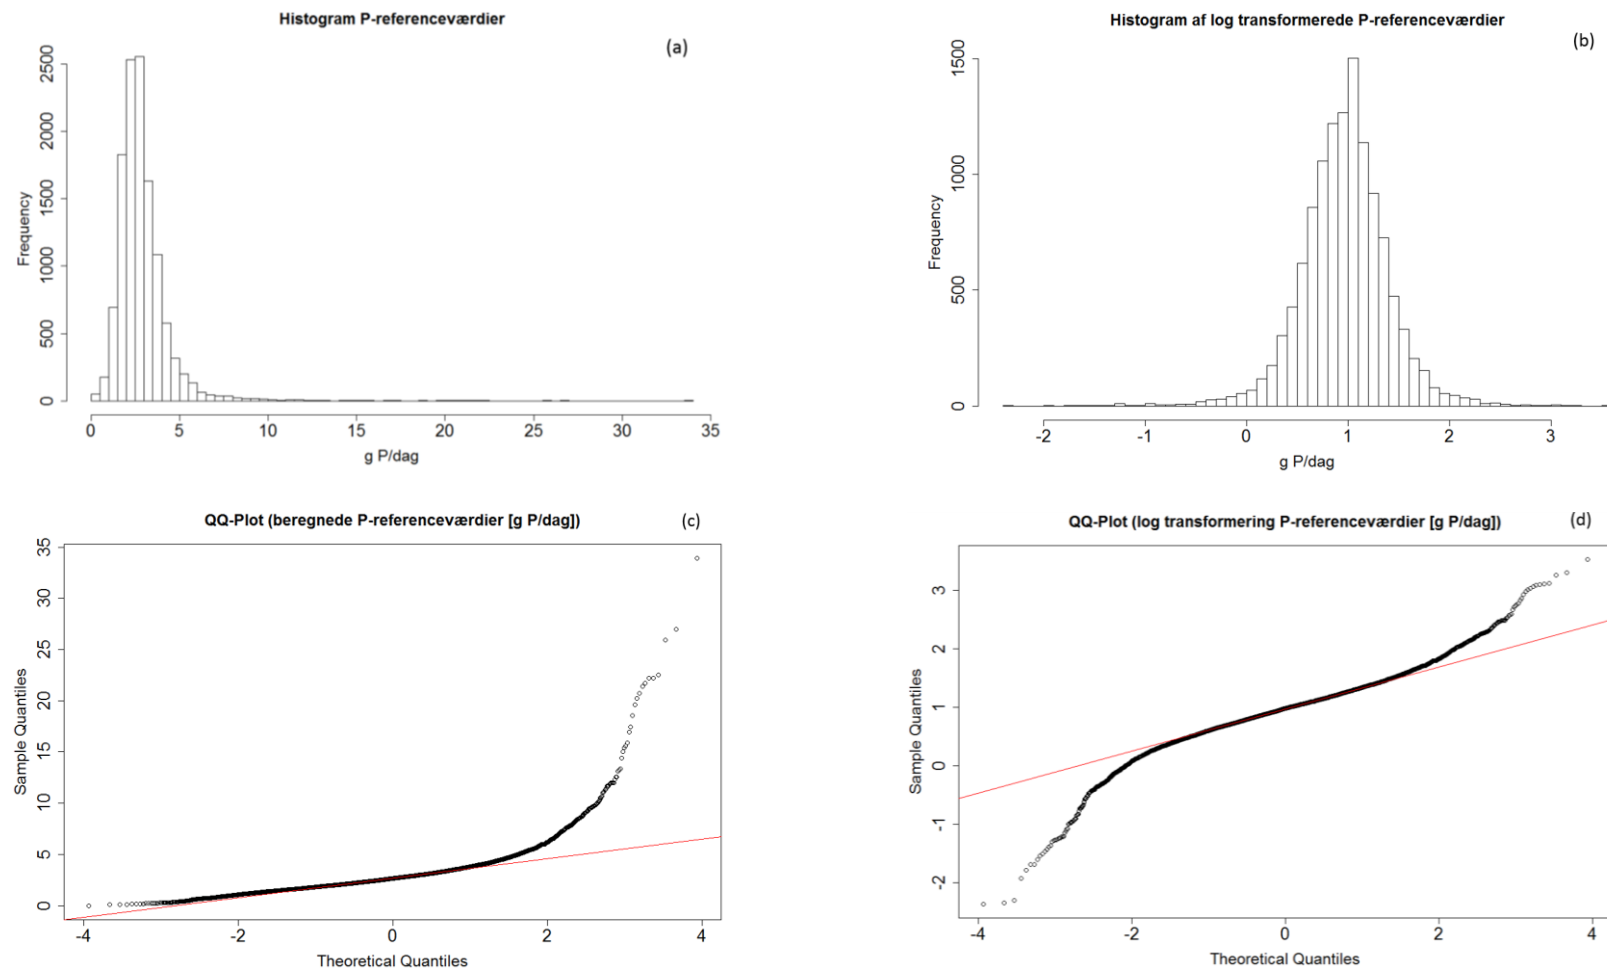 Histogram P-referenceværdier
(a)
Frequency
2500
2000
1500
1000
500
0
0 5 10 15 20 25 30 35
g P/dag
Histogram af log transformerede P-referenceværdier
(b)
Frequency
1500
1000
500
0
-2 -1 0 1 2 3
g P/dag
QQ-Plot (beregnede P-referenceværdier [g P/dag])
(c)
Sample Quantiles
35
30
25
20
15
10
5
0
-4 -2 0 2 4
Theoretical Quantiles
QQ-Plot (log transformering P-referenceværdier [g P/dag])
(d)
Sample Quantiles
3
2
1
0
-1
-2
-4 -2 0 2 4
Theoretical Quantiles